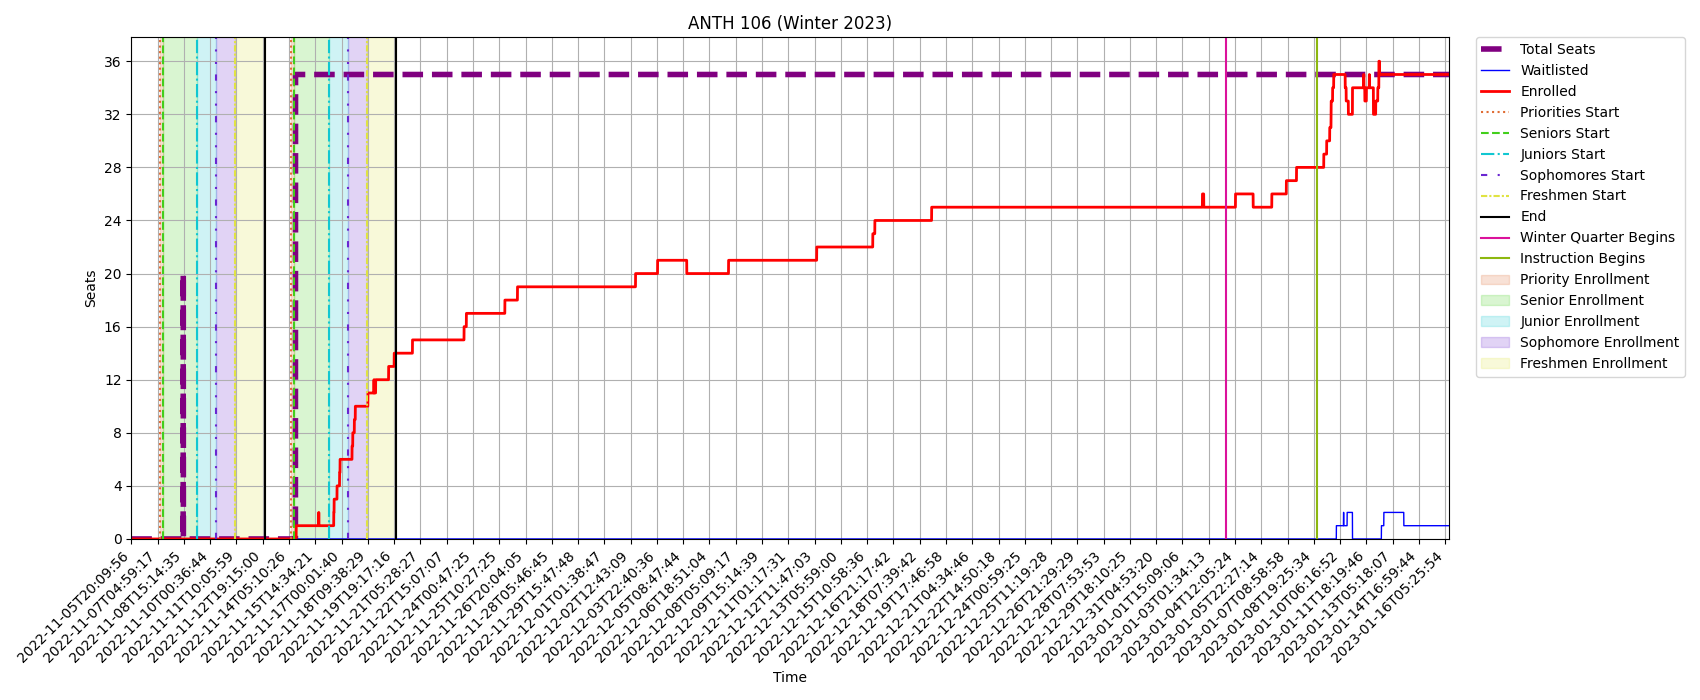 ANTH 106 (Winter 2023)
Seats
36
32
28
24
20
16
12
8
4
0
2022-11-05T20:09:56
2022-11-07T04:59:17
2022-11-08T15:14:35
2022-11-10T00:36:44
2022-11-11T10:05:59
2022-11-12T19:15:00
2022-11-14T05:10:26
2022-11-15T14:34:21
2022-11-17T00:01:40
2022-11-18T09:38:29
2022-11-19T19:17:16
2022-11-21T05:28:27
2022-11-22T15:07:07
2022-11-24T00:47:25
2022-11-25T10:27:25
2022-11-26T20:04:05
2022-11-28T05:46:45
2022-11-29T15:47:48
2022-12-01T01:38:47
2022-12-02T12:43:09
2022-12-03T22:40:36
2022-12-05T08:47:44
2022-12-06T18:51:04
2022-12-08T05:09:17
2022-12-09T15:14:39
2022-12-11T01:17:31
2022-12-12T11:47:03
2022-12-13T15:59:00
2022-12-15T10:58:36
2022-12-16T21:17:42
2022-12-18T07:39:42
2022-12-19T17:46:58
2022-12-21T04:34:46
2022-12-22T14:50:18
2022-12-24T00:59:25
2022-12-25T11:19:28
2022-12-26T21:29:29
2022-12-28T07:53:53
2022-12-29T18:10:25
2022-12-31T04:53:20
2023-01-01T15:09:06
2023-01-03T01:34:13
2023-01-04T12:05:24
2023-01-05T22:27:14
2023-01-07T08:58:58
2023-01-08T19:25:34
2023-01-10T06:16:52
2023-01-11T18:19:46
2023-01-13T05:18:07
2023-01-14T16:59:44
2023-01-16T05:25:54
Time
Total Seats
Waitlisted
Enrolled
Priorities Start
Seniors Start
Juniors Start
Sophomores Start
Freshmen Start
End
Winter Quarter Begins
Instruction Begins
Priority Enrollment
Senior Enrollment
Junior Enrollment
Sophomore Enrollment
Freshmen Enrollment